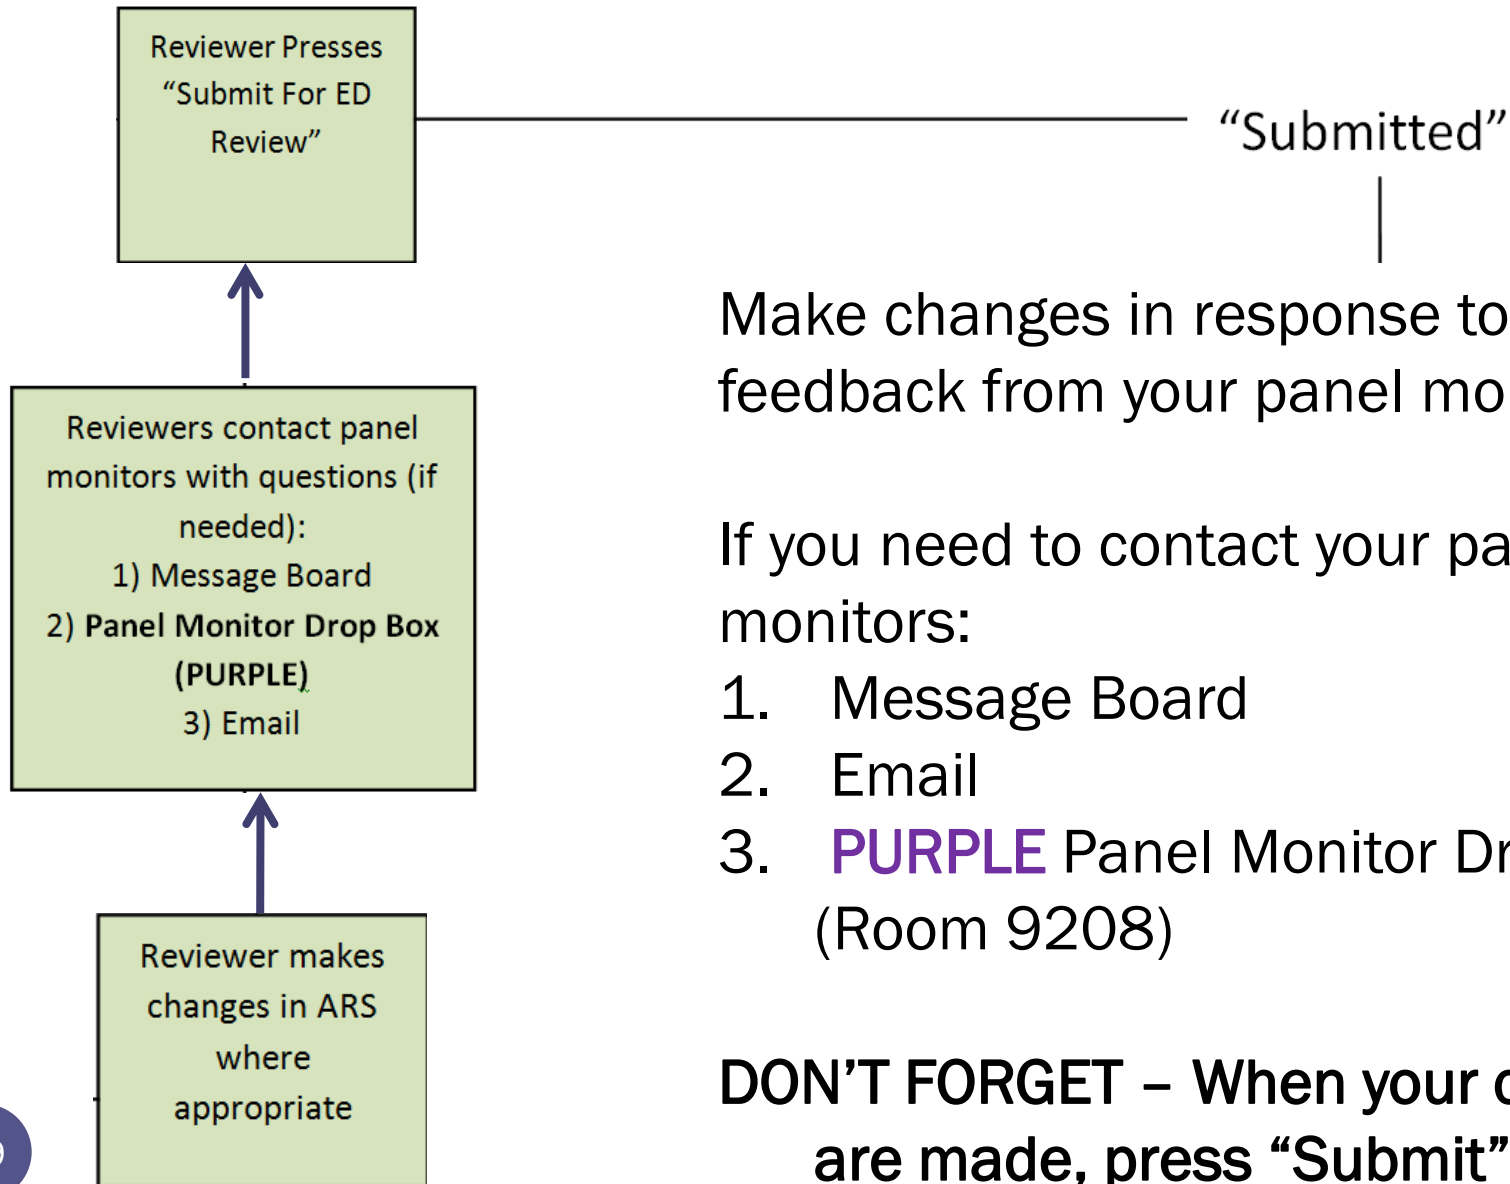 Reviewer Presses
“Submit For ED
Review”
“Submitted”
Reviewers contact panel
monitors with questions (if
needed):
1) Message Board
2) Panel Monitor Drop Box
(PURPLE)
3) Email
Reviewer makes
changes in ARS
where
appropriate
Make changes in response to
feedback from your panel
If you need to contact your
monitors:
1. Message Board
2. Email
3. PURPLE Panel Monitor
(Room 9208)
DON’T FORGET – When your
are made, press “Submit”